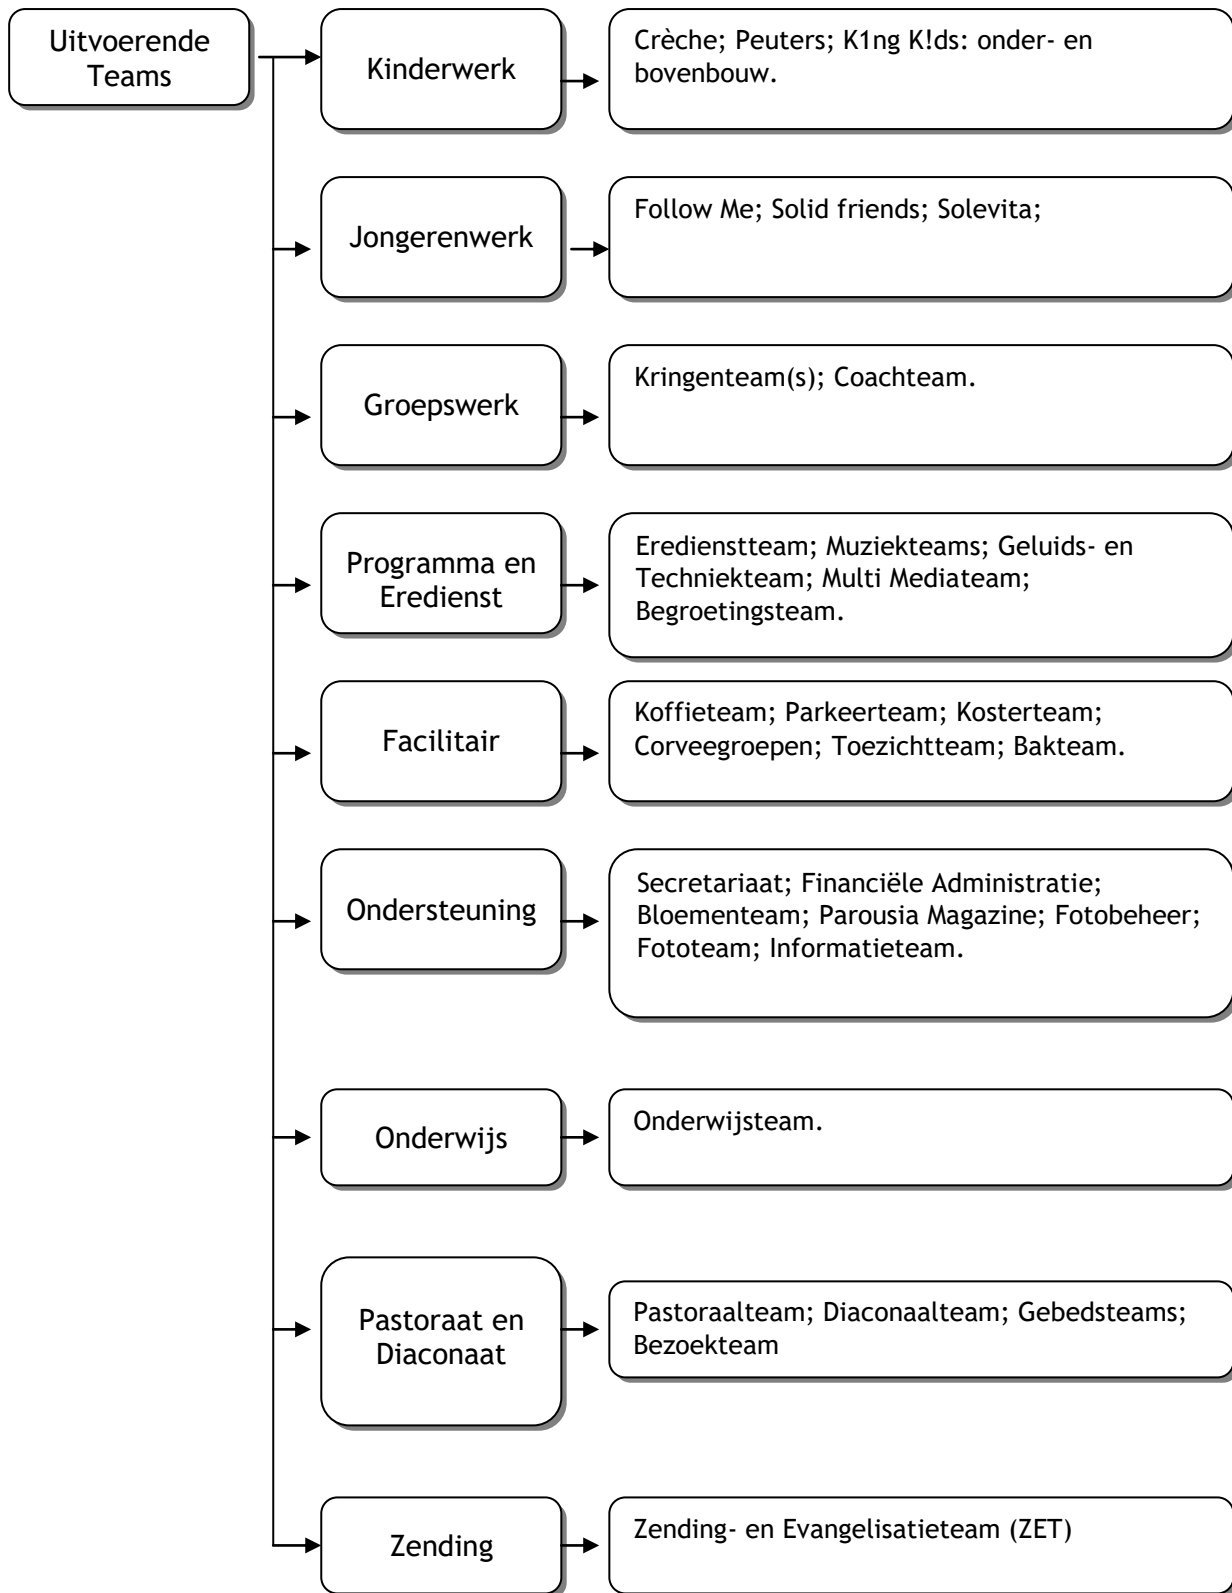 Uitvoerende
Teams
Kinderwerk
Crèche; Peuters; K1ng K!ds: onder- en
bovenbouw.
Jongerenwerk
Follow Me; Solid friends; Solevita;
Groepswerk
Kringenteam(s); Coachteam.
Programma en
Eredienst
Eredienstteam; Muziekteams; Geluids- en
Techniekteam; Multi Mediateam;
Begroetingsteam.
Facilitair
Koffieteam; Parkeerteam; Kosterteam;
Corveegroepen; Toezichtteam; Bakteam.
Ondersteuning
Secretariaat; Financiële Administratie;
Bloementeam; Parousia Magazine; Fotobeheer;
Fototeam; Informatieteam.
Onderwijs
Onderwijsteam.
Pastoraat en
Diaconaat
Pastoraalteam; Diaconaalteam; Gebedsteams;
Bezoekteam
Zending
Zending- en Evangelisatieteam (ZET)